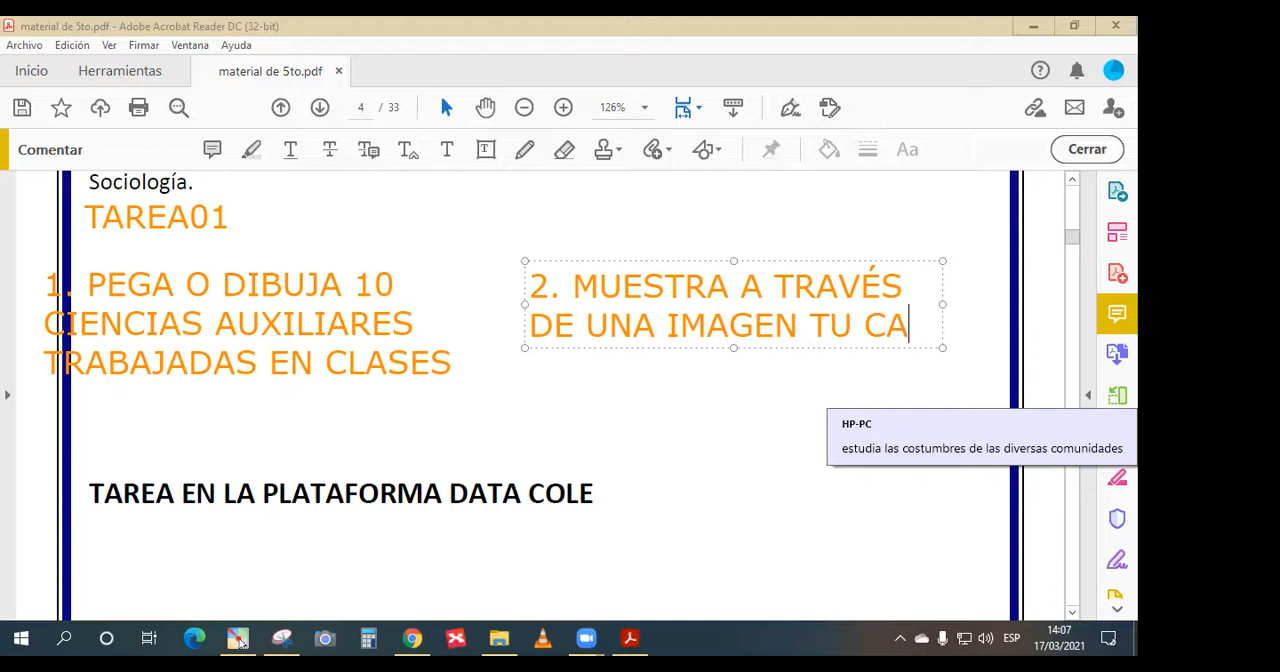 material de 5to.pdf - Adobe Acrobat Reader DC (32-bit)
Archivo Edición Ver Firmar Ventana Ayuda
Inicio Herramientas material de 5to.pdf ×
4 / 33 126%
Comentar Cerrar
Sociología.
TAREA01
1. PEGA O DIBUJA 10
CIENCIAS AUXILIARES
TRABAJADAS EN CLASES
2. MUESTRA A TRAVÉS
DE UNA IMAGEN TU CA
HP-PC
estudia las costumbres de las diversas comunidades
TAREA EN LA PLATAFORMA DATA COLE
ESP
14:07
17/03/2021